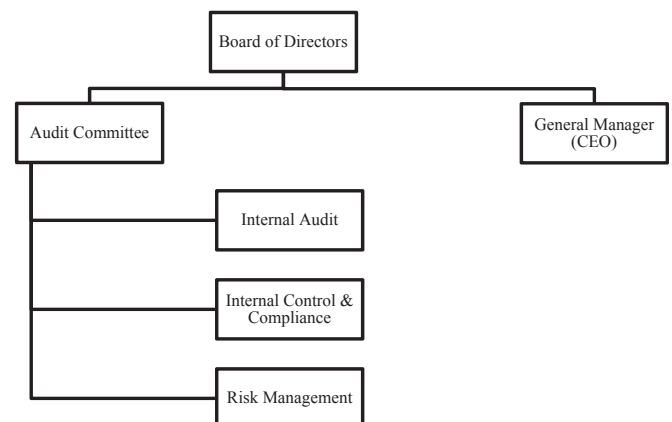 Board of Directors
Audit Committee
General Manager
(CEO)
Internal Audit
Internal Control &
Compliance
Risk Management